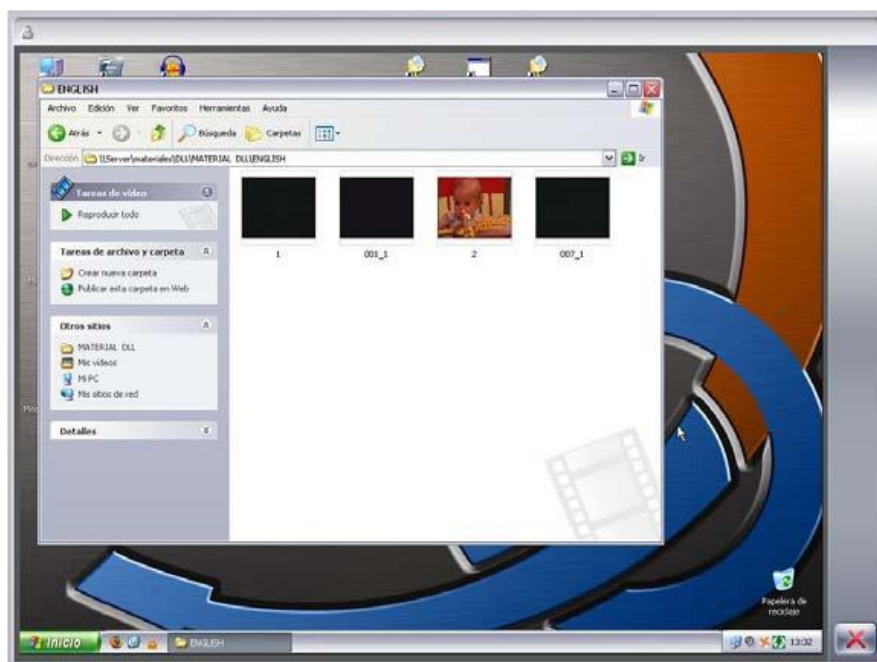 ENGLISH
Archivo Edición Ver Favoritos Herramientas Ayuda
Atrás Búsqueda Carpetas
Dirección \\Server\materiales\DLL\MATERIAL DLL\ENGLISH Ir
Tareas de vídeo
Reproducir todo
Tareas de archivo y carpeta
Crear nueva carpeta
Publicar esta carpeta en Web
Otros sitios
MATERIAL DLL
Mis vídeos
Mi PC
Mis sitios de red
Detalles
1
001_1
2
007_1
Papelera de
reciclaje
Inicio ENGLISH 13:32